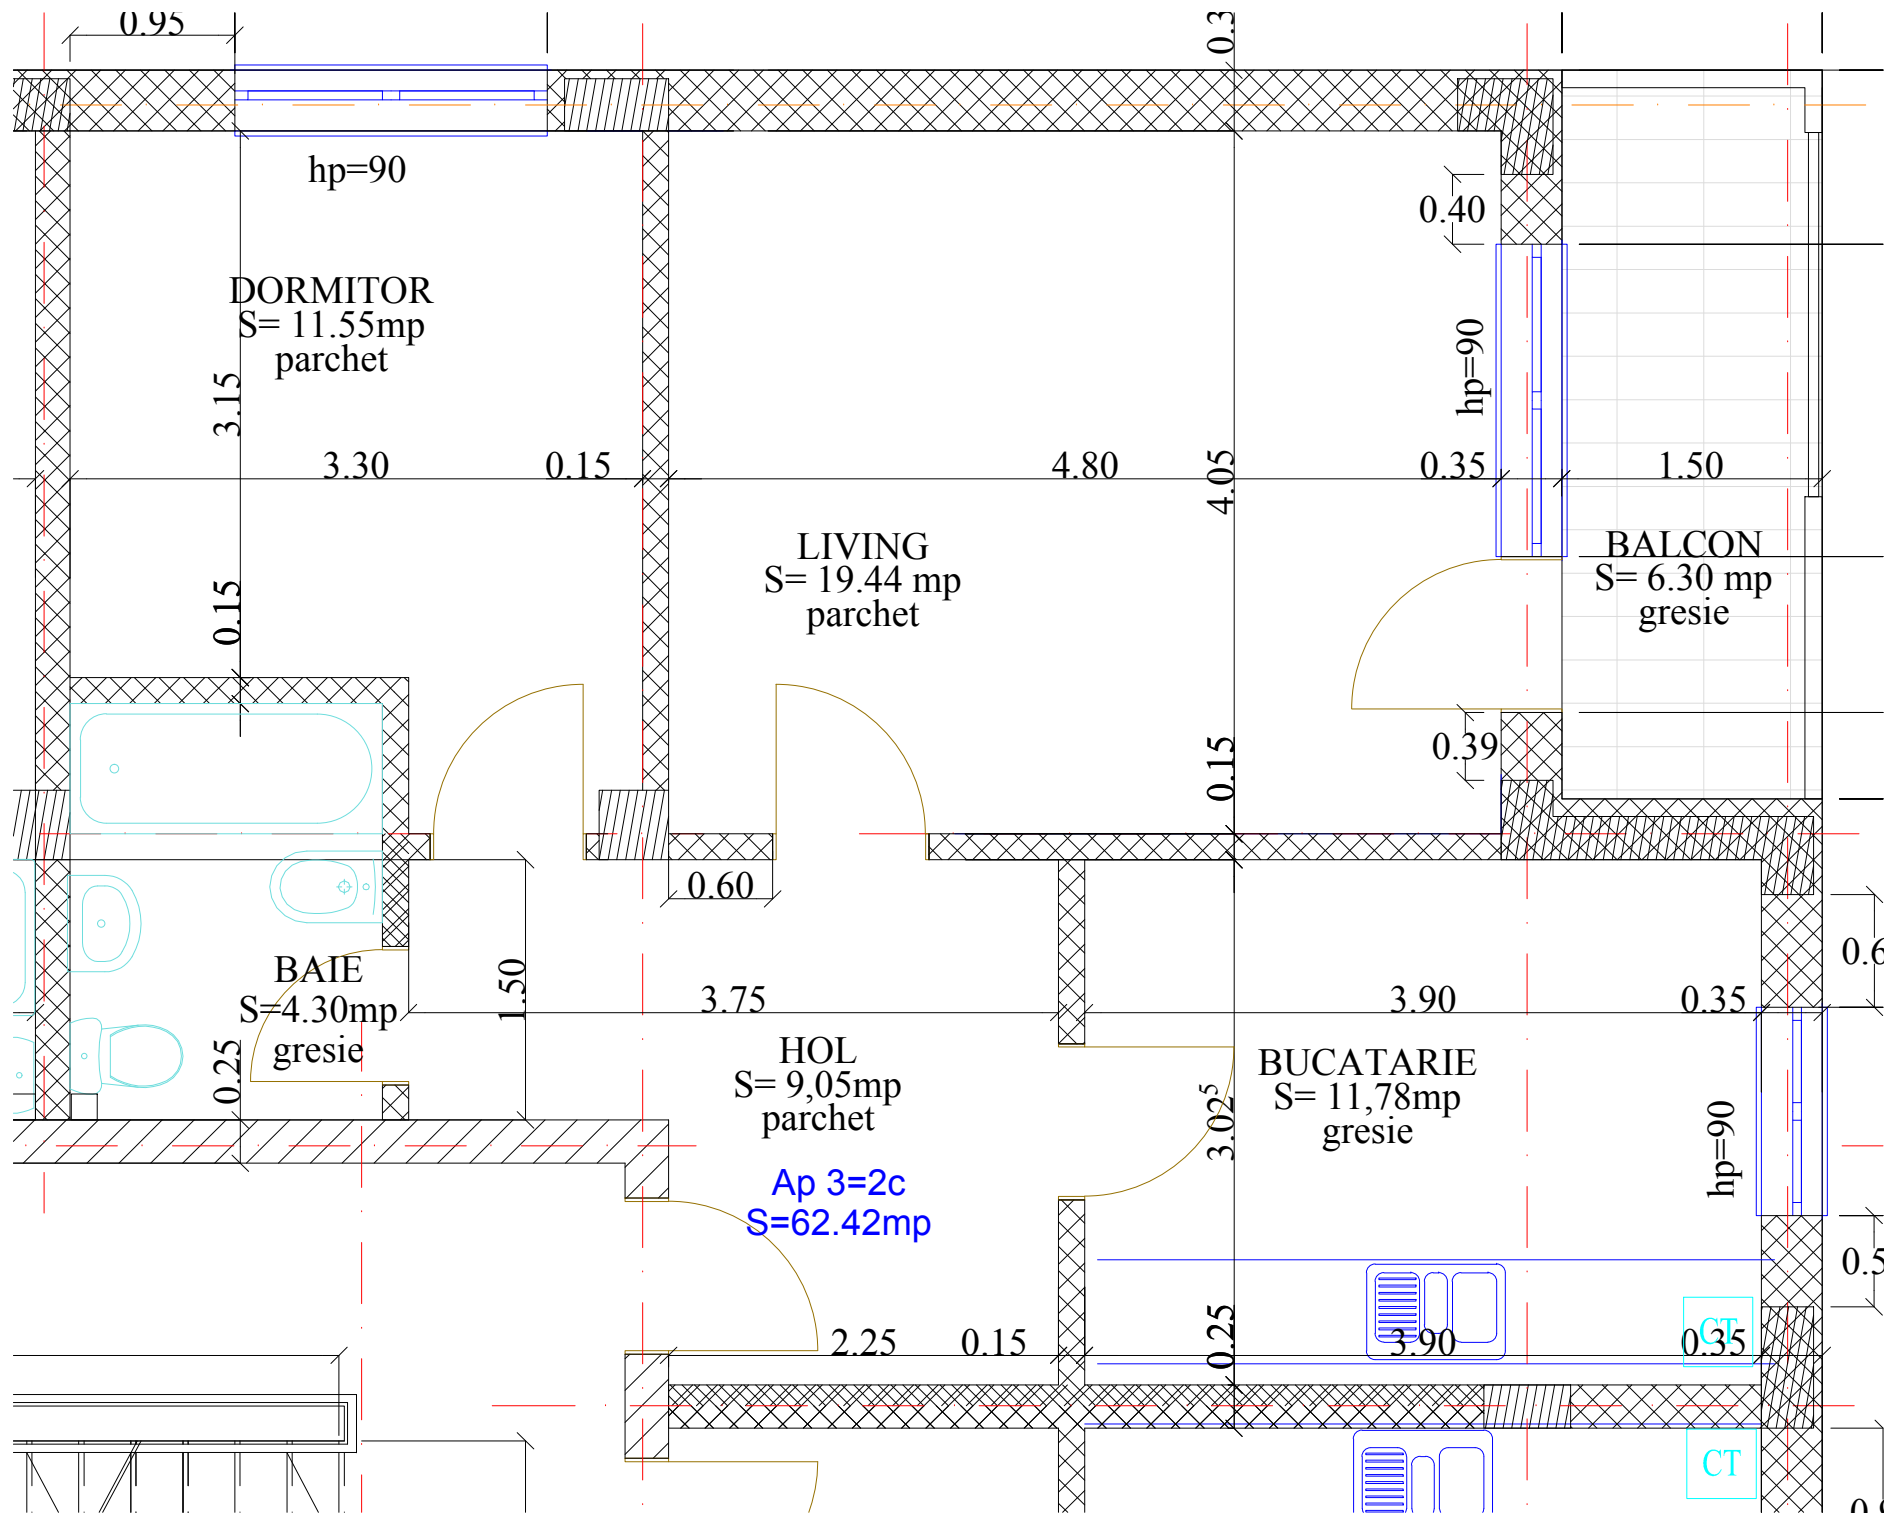 0.95
0.3
hp=90
0.40
DORMITOR
S= 11.55mp
parchet
hp=90
3.15
3.30
0.15
4.80
4.05
0.35
1.50
LIVING
S= 19.44 mp
parchet
BALCON
S= 6.30 mp
gresie
0.15
0.39
0.15
0.60
BAIE
S=4.30mp
gresie
1.50
3.75
3.90
0.35
0.6
0.25
HOL
S= 9,05mp
parchet
BUCATARIE
S= 11,78mp
gresie
3.02⁵
hp=90
Ap 3=2c
S=62.42mp
0.5
2.25
0.15
0.25
3.90
0.35
CT
CT